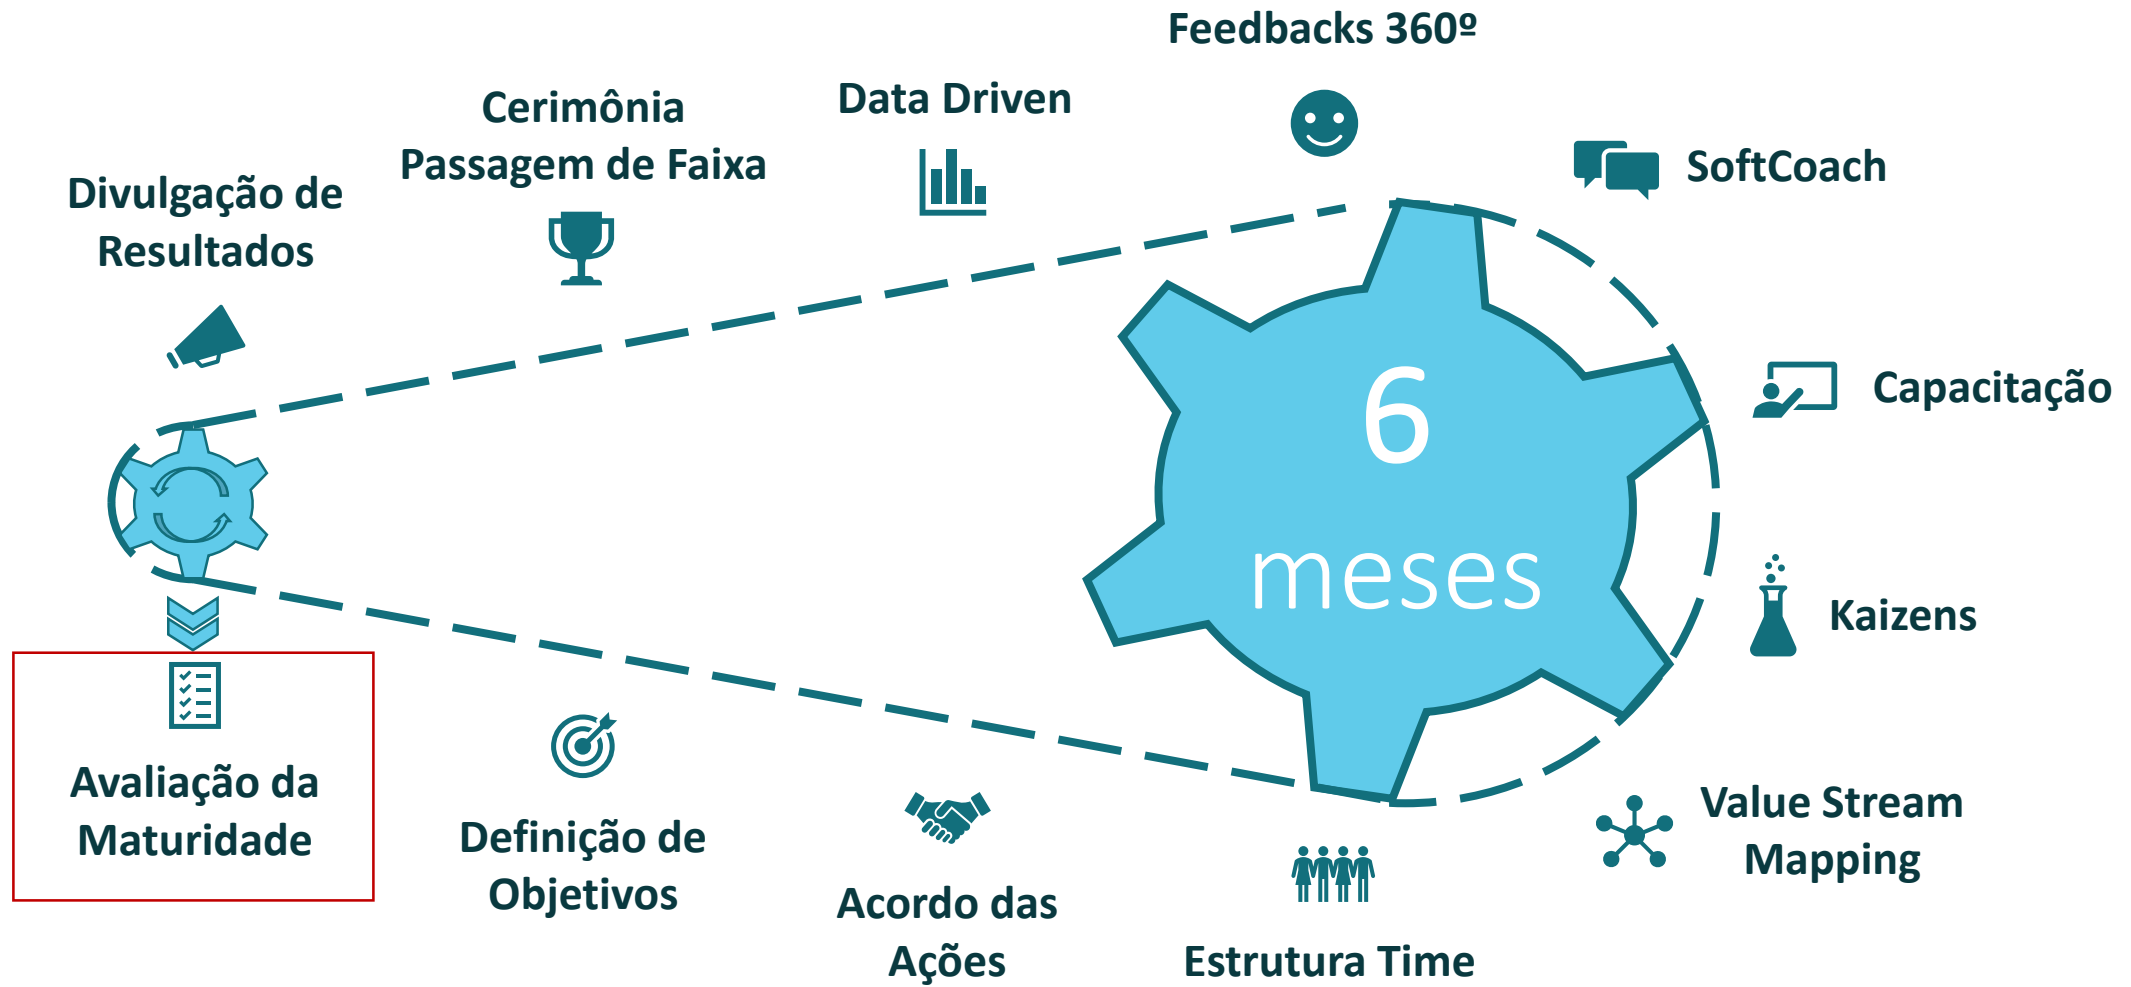 Feedbacks 360º
Data Driven
Cerimônia
Passagem de Faixa
Divulgação de
Resultados
SoftCoach
Capacitação
6
meses
Kaizens
Avaliação da
Maturidade
Definição de
Objetivos
Acordo das
Ações
Estrutura Time
Value Stream
Mapping